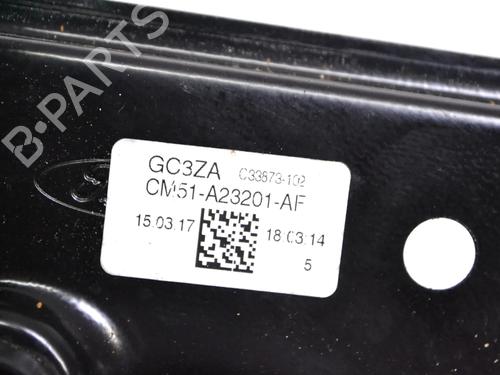 B-PARTS
GC3ZA C33873-102
CM51-A23201-AF
15.03.17 18:03:14
5